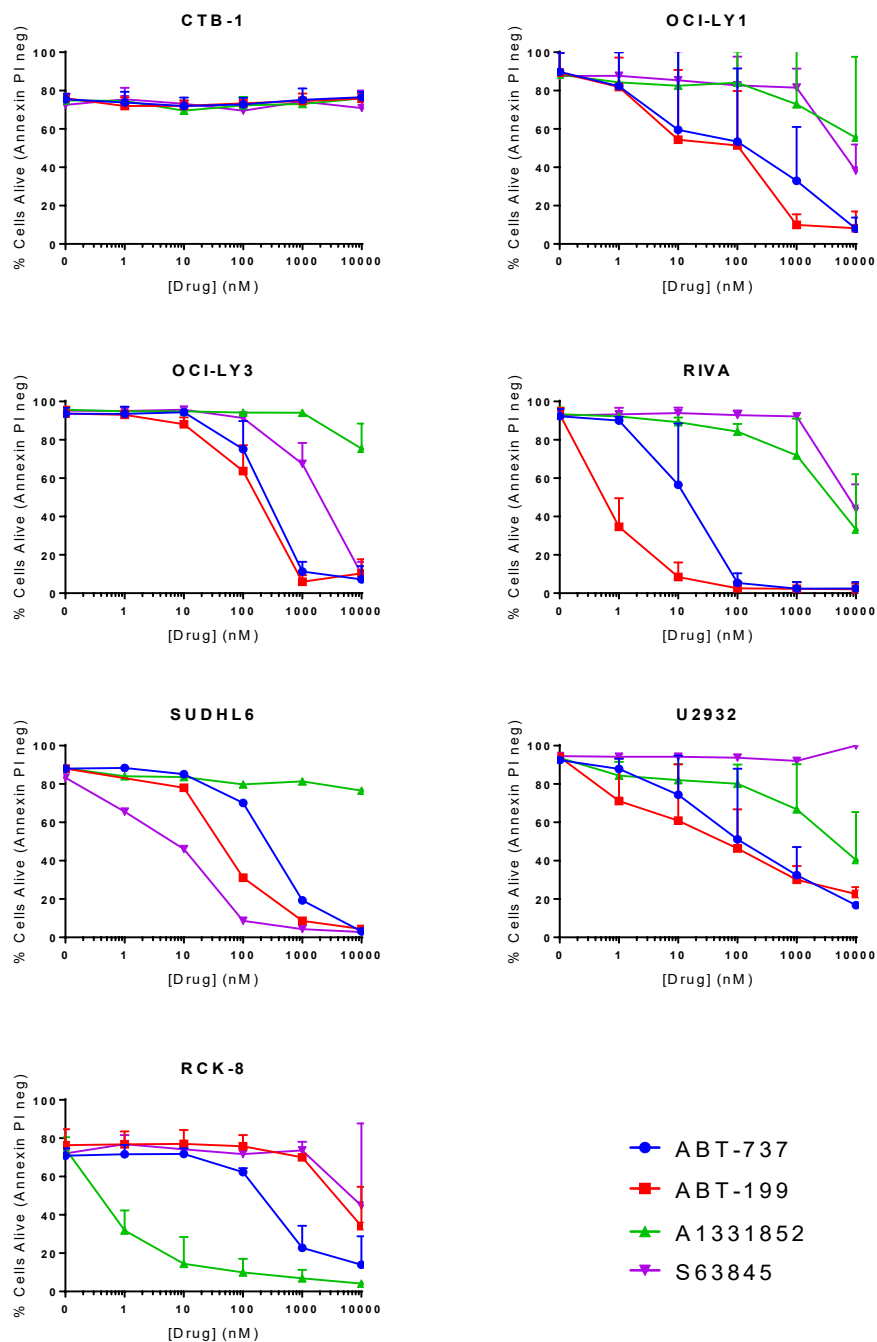 CTB-1
% Cells Alive (Annexin PI neg)
100
80
60
40
20
0
0 1 10 100 1000 10000
[Drug] (nM)
OCI-LY1
% Cells Alive (Annexin PI neg)
100
80
60
40
20
0
0 1 10 100 1000 10000
[Drug] (nM)
OCI-LY3
% Cells Alive (Annexin PI neg)
100
80
60
40
20
0
0 1 10 100 1000 10000
[Drug] (nM)
RIVA
% Cells Alive (Annexin PI neg)
100
80
60
40
20
0
0 1 10 100 1000 10000
[Drug] (nM)
SUDHL6
% Cells Alive (Annexin PI neg)
100
80
60
40
20
0
0 1 10 100 1000 10000
[Drug] (nM)
U2932
% Cells Alive (Annexin PI neg)
100
80
60
40
20
0
0 1 10 100 1000 10000
[Drug] (nM)
RCK-8
% Cells Alive (Annexin PI neg)
100
80
60
40
20
0
0 1 10 100 1000 10000
[Drug] (nM)
ABT-737
ABT-199
A1331852
S63845